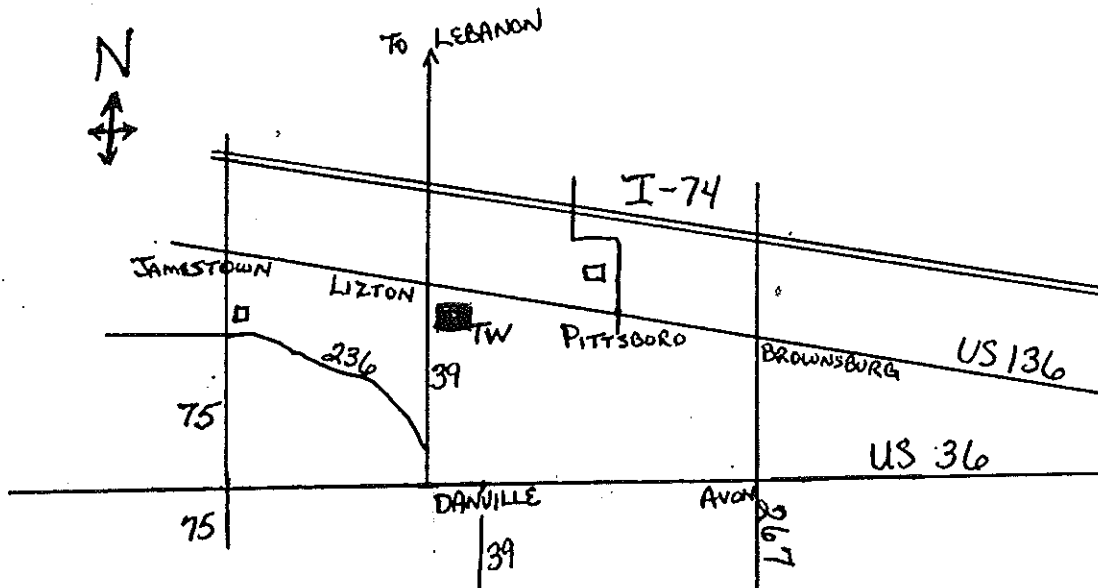 TO LEBANON
N
I-74
JAMESTOWN
LIZTON
TW
PITTSBORO
BROWNSBURG
US 136
236
39
75
US 36
DANVILLE
AVON
267
75
39